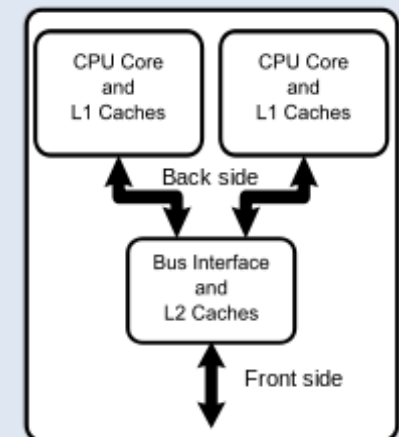 CPU Core
and
L1 Caches
CPU Core
and
L1 Caches
Back side
Bus Interface
and
L2 Caches
Front side